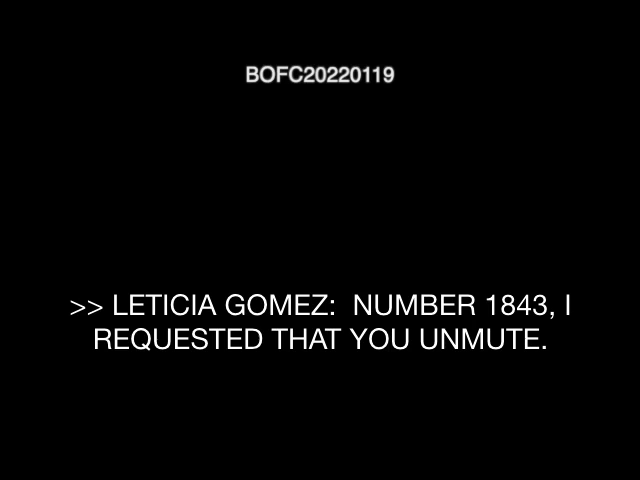 BOFC20220119
>> LETICIA GOMEZ:  NUMBER 1843, I
REQUESTED THAT YOU UNMUTE.